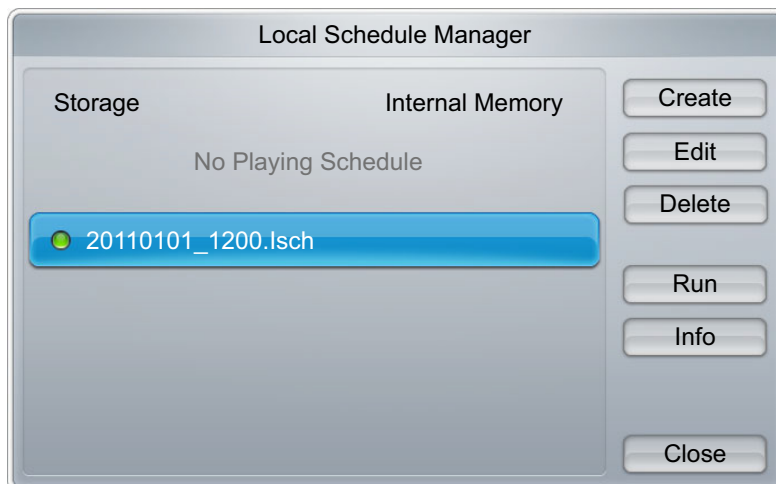 Local Schedule Manager
Storage Internal Memory
No Playing Schedule
20110101_1200.lsch
Create
Edit
Delete
Run
Info
Close